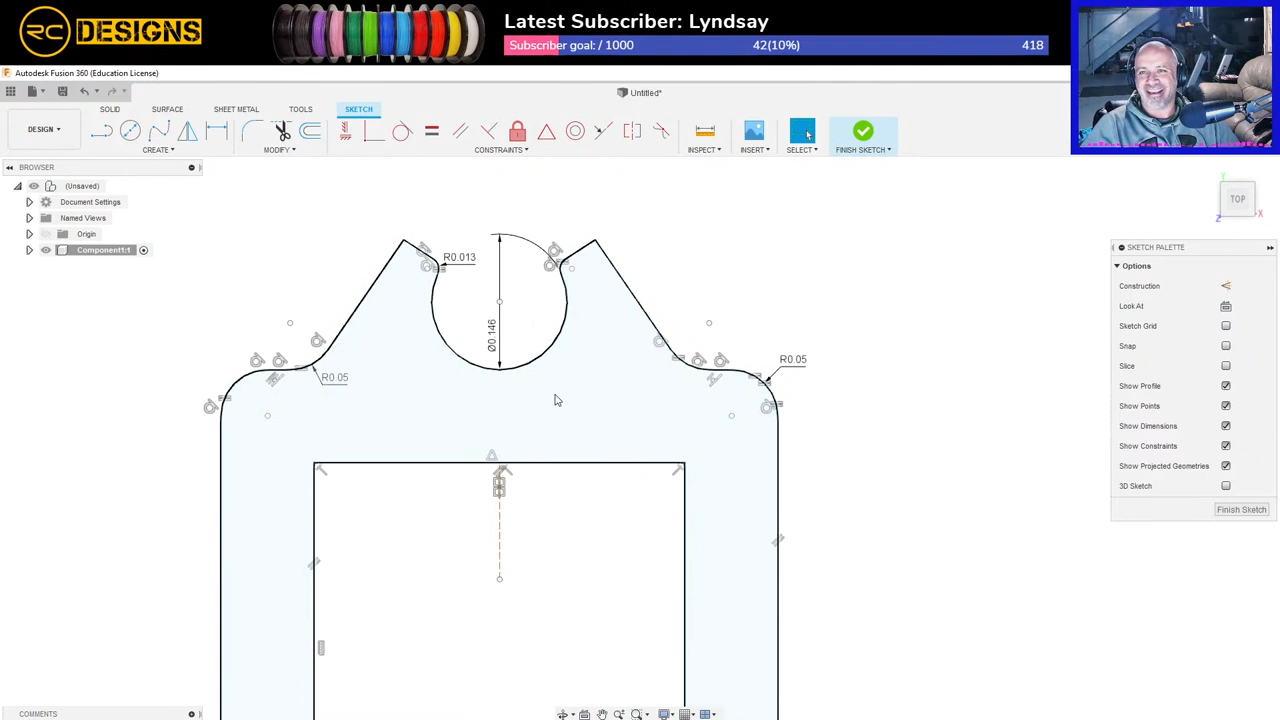 RC DESIGNS
Latest Subscriber: Lyndsay
Subscriber goal: / 1000 42(10%) 418
Autodesk Fusion 360 (Education License)
Untitled*
SOLID SURFACE SHEET METAL TOOLS SKETCH
DESIGN
CREATE MODIFY CONSTRAINTS INSPECT INSERT SELECT FINISH SKETCH
BROWSER
(Unsaved)
Document Settings
Named Views
Origin
Component1:1
TOP
Y
X
Z
SKETCH PALETTE
Options
Construction
Look At
Sketch Grid
Snap
Slice
Show Profile
Show Points
Show Dimensions
Show Constraints
Show Projected Geometries
3D Sketch
Finish Sketch
R0.013
Ø0.146
R0.05
R0.05
COMMENTS